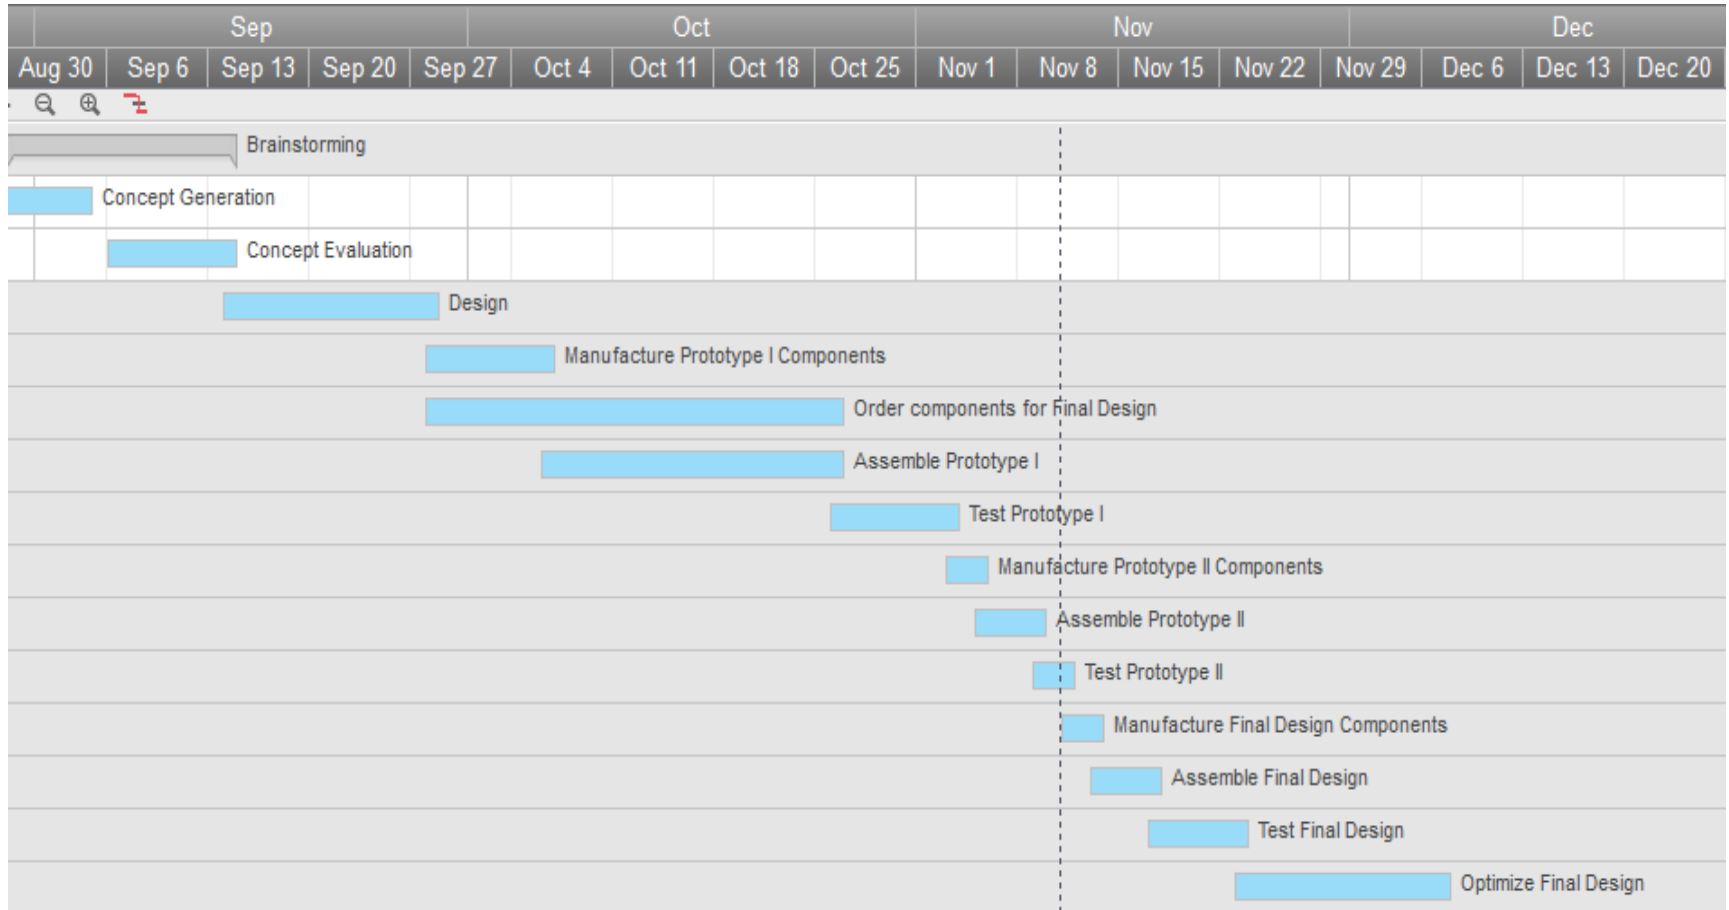 Sep Oct Nov Dec
Aug 30 Sep 6 Sep 13 Sep 20 Sep 27 Oct 4 Oct 11 Oct 18 Oct 25 Nov 1 Nov 8 Nov 15 Nov 22 Nov 29 Dec 6 Dec 13 Dec 20
Brainstorming
Concept Generation
Concept Evaluation
Design
Manufacture Prototype I Components
Order components for Final Design
Assemble Prototype I
Test Prototype I
Manufacture Prototype II Components
Assemble Prototype II
Test Prototype II
Manufacture Final Design Components
Assemble Final Design
Test Final Design
Optimize Final Design